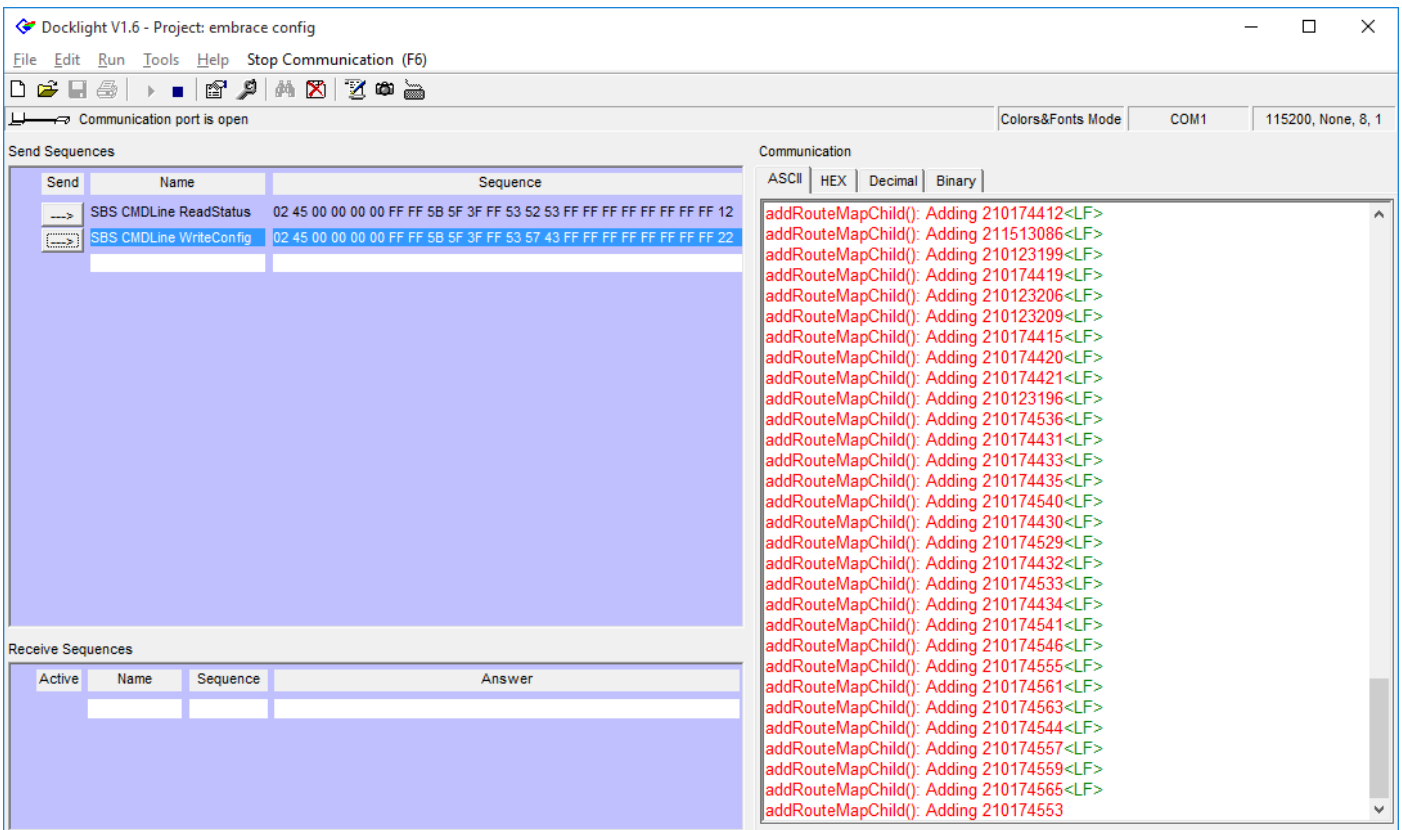 Docklight V1.6 - Project: embrace config
File Edit Run Tools Help Stop Communication (F6)
Communication port is open Colors&Fonts Mode COM1 115200, None, 8, 1
Send Sequences
Send Name Sequence
---> SBS CMDLine ReadStatus 02 45 00 00 00 00 FF FF 5B 5F 3F FF 53 52 53 FF FF FF FF FF FF FF FF 12
---> SBS CMDLine WriteConfig 02 45 00 00 00 00 FF FF 5B 5F 3F FF 53 57 43 FF FF FF FF FF FF FF FF 22
Receive Sequences
Active Name Sequence Answer
Communication
ASCII HEX Decimal Binary
addRouteMapChild(): Adding 210174412<LF>
addRouteMapChild(): Adding 211513086<LF>
addRouteMapChild(): Adding 210123199<LF>
addRouteMapChild(): Adding 210174419<LF>
addRouteMapChild(): Adding 210123206<LF>
addRouteMapChild(): Adding 210123209<LF>
addRouteMapChild(): Adding 210174415<LF>
addRouteMapChild(): Adding 210174420<LF>
addRouteMapChild(): Adding 210174421<LF>
addRouteMapChild(): Adding 210123196<LF>
addRouteMapChild(): Adding 210174536<LF>
addRouteMapChild(): Adding 210174431<LF>
addRouteMapChild(): Adding 210174433<LF>
addRouteMapChild(): Adding 210174435<LF>
addRouteMapChild(): Adding 210174540<LF>
addRouteMapChild(): Adding 210174430<LF>
addRouteMapChild(): Adding 210174529<LF>
addRouteMapChild(): Adding 210174432<LF>
addRouteMapChild(): Adding 210174533<LF>
addRouteMapChild(): Adding 210174434<LF>
addRouteMapChild(): Adding 210174541<LF>
addRouteMapChild(): Adding 210174546<LF>
addRouteMapChild(): Adding 210174555<LF>
addRouteMapChild(): Adding 210174561<LF>
addRouteMapChild(): Adding 210174563<LF>
addRouteMapChild(): Adding 210174544<LF>
addRouteMapChild(): Adding 210174557<LF>
addRouteMapChild(): Adding 210174559<LF>
addRouteMapChild(): Adding 210174565<LF>
addRouteMapChild(): Adding 210174553